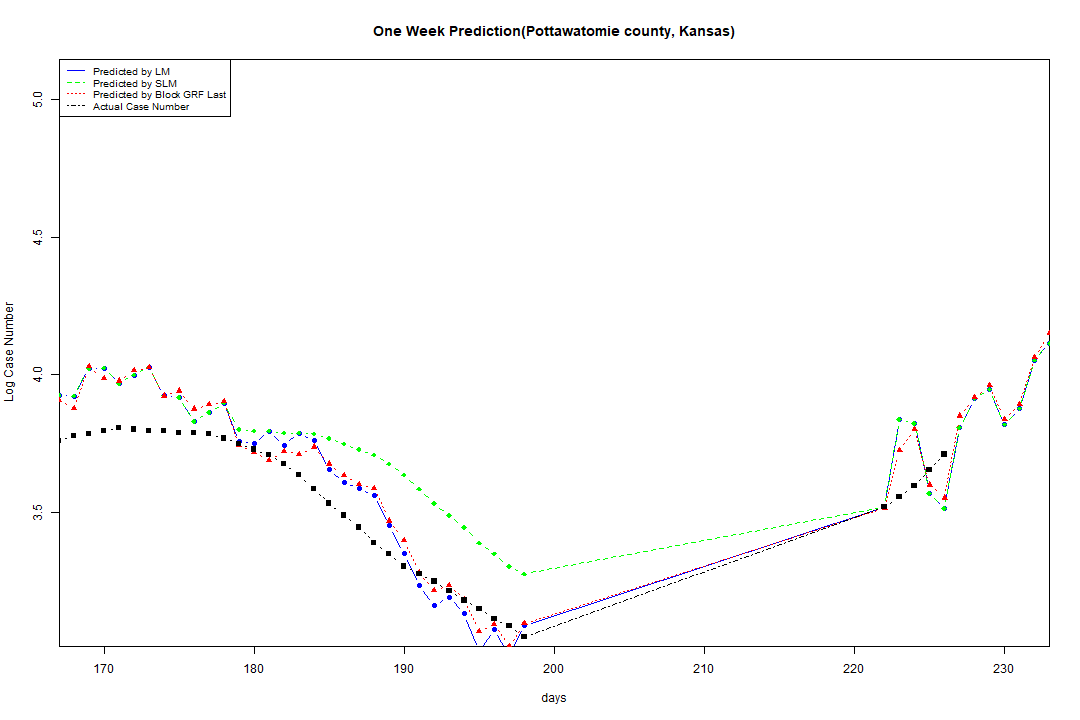 One Week Prediction(Pottawatomie county, Kansas)
Predicted by LM
Predicted by SLM
Predicted by Block GRF Last
Actual Case Number
5.0
4.5
4.0
3.5
Log Case Number
170 180 190 200 210 220 230
days